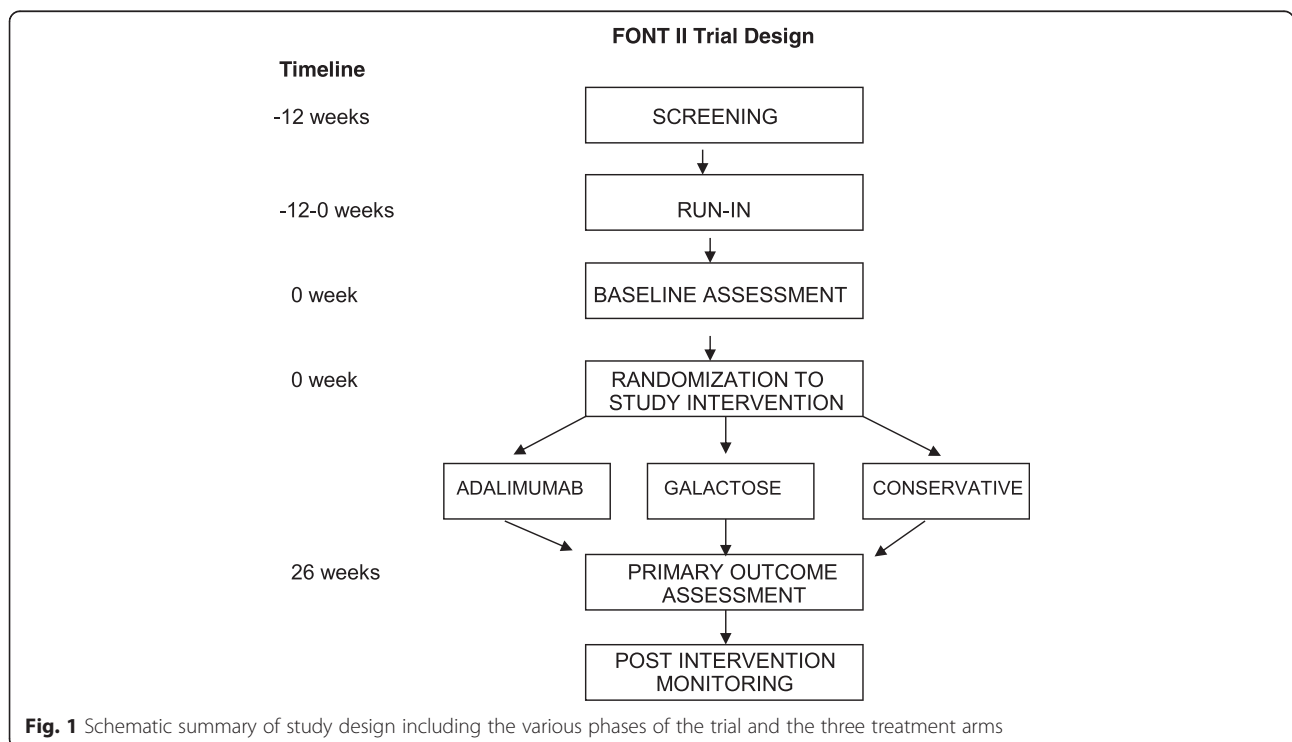 FONT II Trial Design
Timeline
-12 weeks
SCREENING
-12-0 weeks
RUN-IN
0 week
BASELINE ASSESSMENT
0 week
RANDOMIZATION TO
STUDY INTERVENTION
ADALIMUMAB
GALACTOSE
CONSERVATIVE
26 weeks
PRIMARY OUTCOME
ASSESSMENT
POST INTERVENTION
MONITORING
Fig. 1 Schematic summary of study design including the various phases of the trial and the three treatment arms